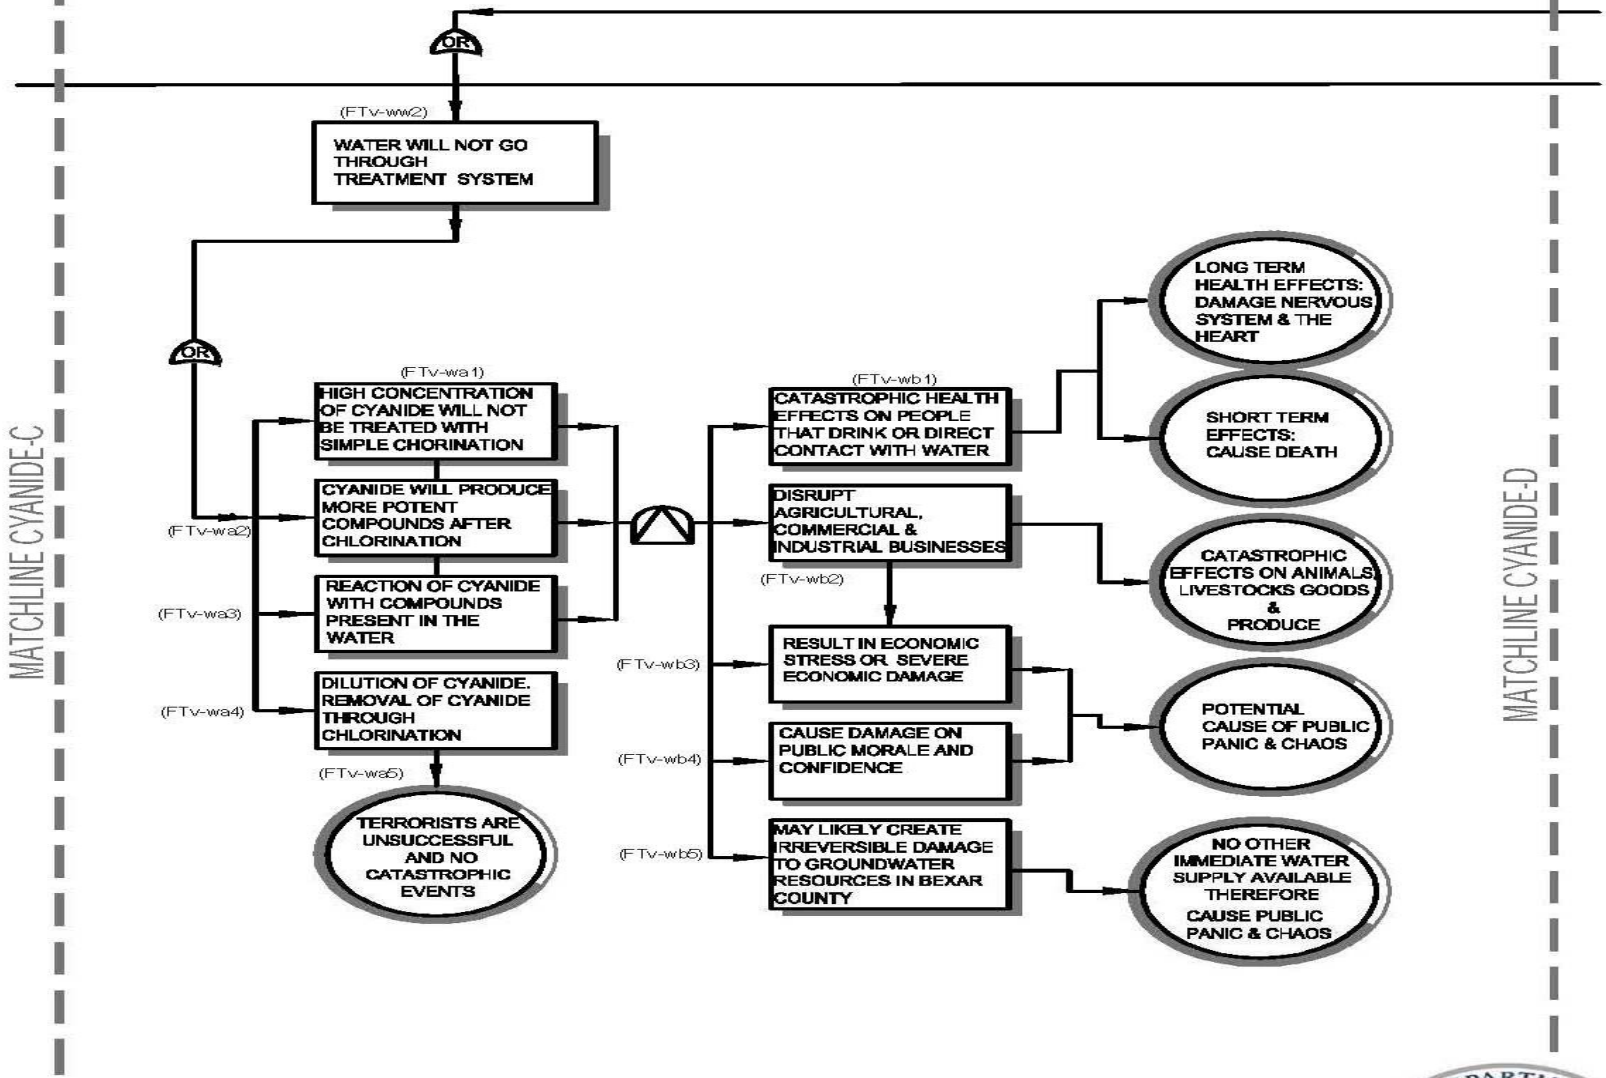 OR
(FTv-ww2)
WATER WILL NOT GO
THROUGH
TREATMENT SYSTEM
OR
(FTv-wa1)
HIGH CONCENTRATION
OF CYANIDE WILL NOT
BE TREATED WITH
SIMPLE CHORINATION
(FTv-wa2)
CYANIDE WILL PRODUCE
MORE POTENT
COMPOUNDS AFTER
CHLORINATION
(FTv-wa3)
REACTION OF CYANIDE
WITH COMPOUNDS
PRESENT IN THE
WATER
(FTv-wa4)
DILUTION OF CYANIDE.
REMOVAL OF CYANIDE
THROUGH
CHLORINATION
(FTv-wa5)
TERRORISTS ARE
UNSUCCESSFUL
AND NO
CATASTROPHIC
EVENTS
(FTv-wb1)
CATASTROPHIC HEALTH
EFFECTS ON PEOPLE
THAT DRINK OR DIRECT
CONTACT WITH WATER
DISRUPT
AGRICULTURAL,
COMMERCIAL &
INDUSTRIAL BUSINESSES
(FTv-wb2)
(FTv-wb3)
RESULT IN ECONOMIC
STRESS OR SEVERE
ECONOMIC DAMAGE
(FTv-wb4)
CAUSE DAMAGE ON
PUBLIC MORALE AND
CONFIDENCE
(FTv-wb5)
MAY LIKELY CREATE
IRREVERSIBLE DAMAGE
TO GROUNDWATER
RESOURCES IN BEXAR
COUNTY
LONG TERM
HEALTH EFFECTS:
DAMAGE NERVOUS
SYSTEM & THE
HEART
SHORT TERM
EFFECTS:
CAUSE DEATH
CATASTROPHIC
EFFECTS ON ANIMALS,
LIVESTOCKS GOODS
&
PRODUCE
POTENTIAL
CAUSE OF PUBLIC
PANIC & CHAOS
NO OTHER
IMMEDIATE WATER
SUPPLY AVAILABLE
THEREFORE
CAUSE PUBLIC
PANIC & CHAOS
MATCHLINE CYANIDE-C
MATCHLINE CYANIDE-D